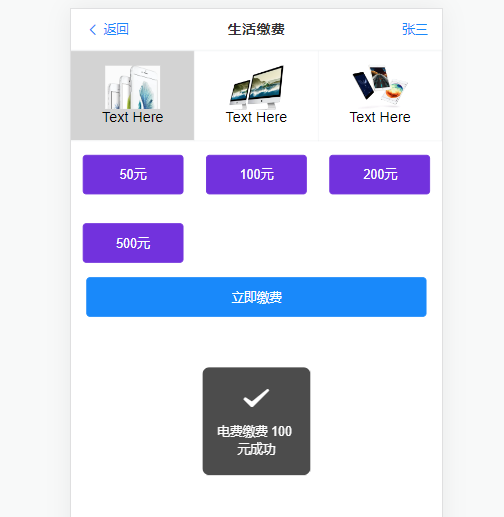 返回
生活缴费
张三
Text Here
Text Here
Text Here
50元
100元
200元
500元
立即缴费
电费缴费 100
元成功